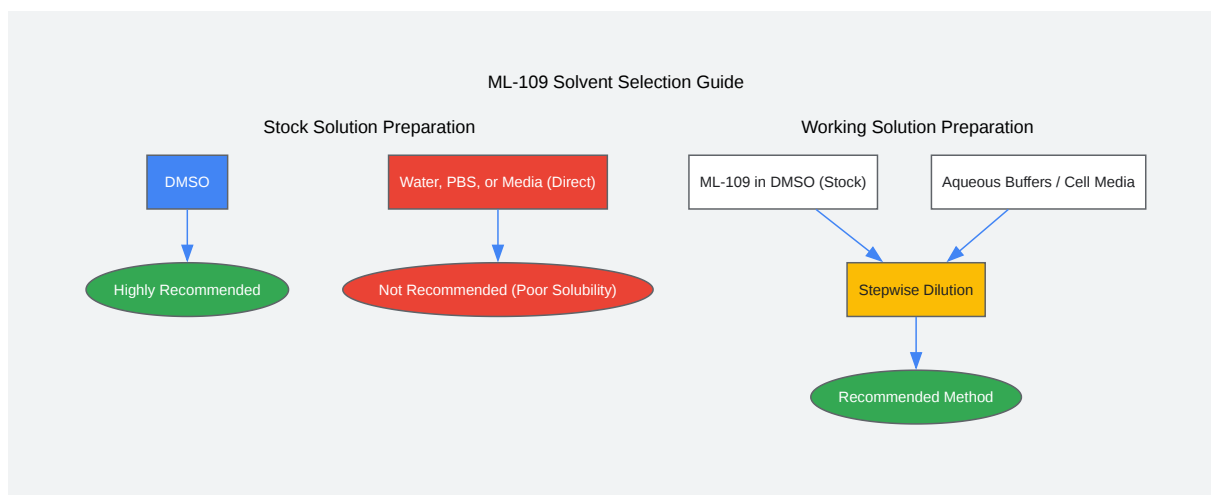 ML-109 Solvent Selection Guide
Stock Solution Preparation
Working Solution Preparation
DMSO
Water, PBS, or Media (Direct)
ML-109 in DMSO (Stock)
Aqueous Buffers / Cell Media
Highly Recommended
Not Recommended (Poor Solubility)
Stepwise Dilution
Recommended Method